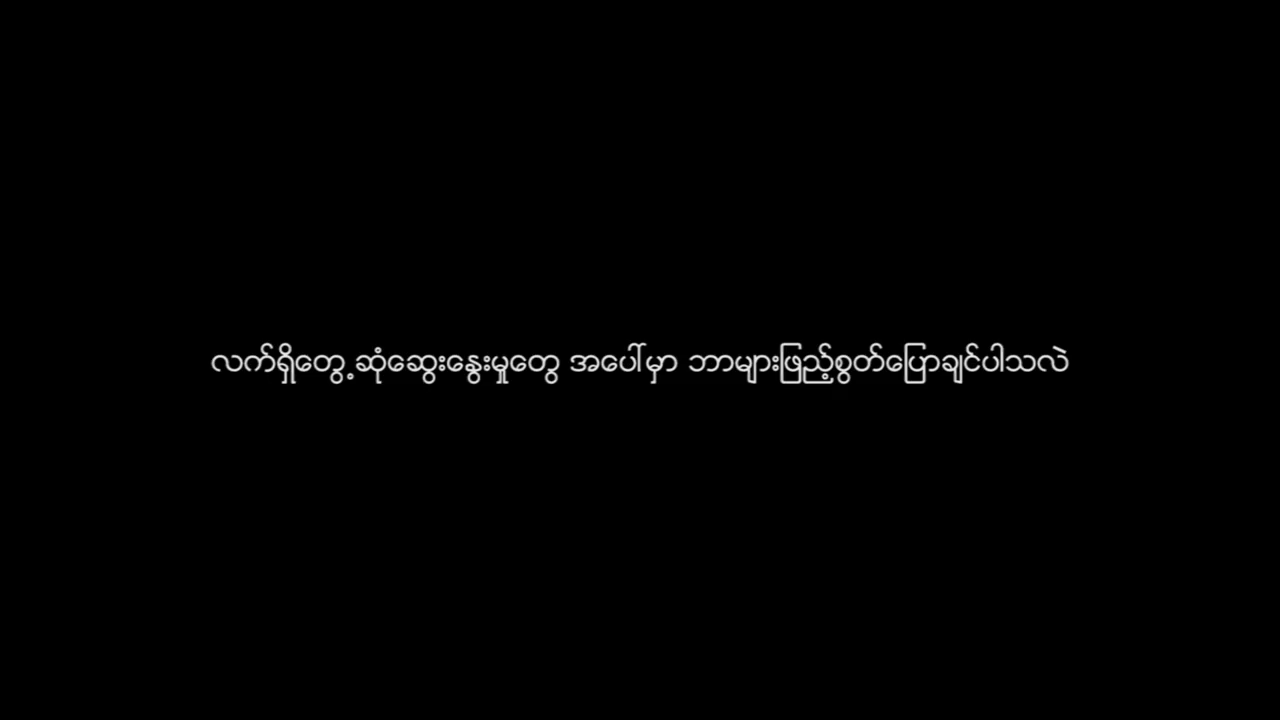 လက်ရှိတွေ့ဆုံဆွေးနွေးမှုတွေ အပေါ်မှာ ဘာများဖြည့်စွတ်ပြောချင်ပါသလဲ